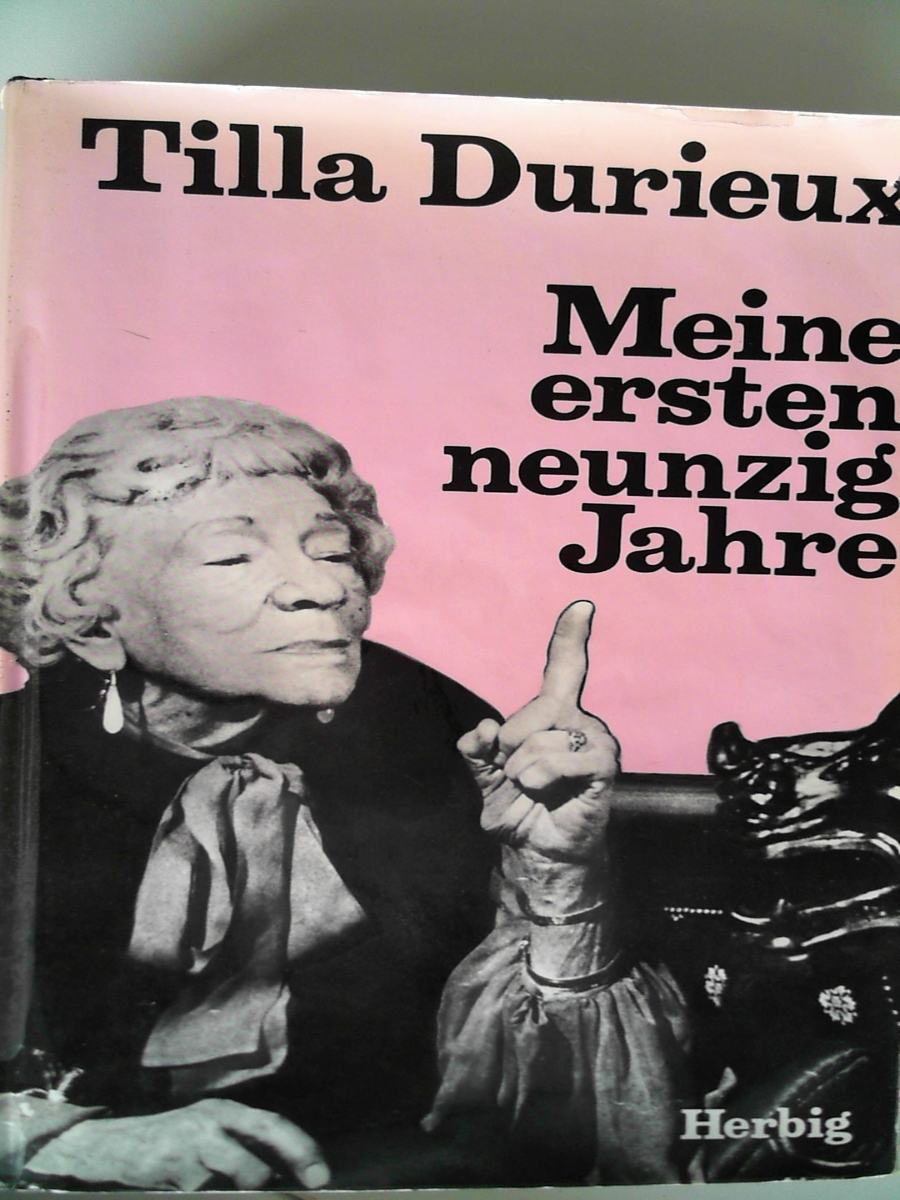 Tilla Durieux
Meine
ersten
neunzig
Jahre
Herbig